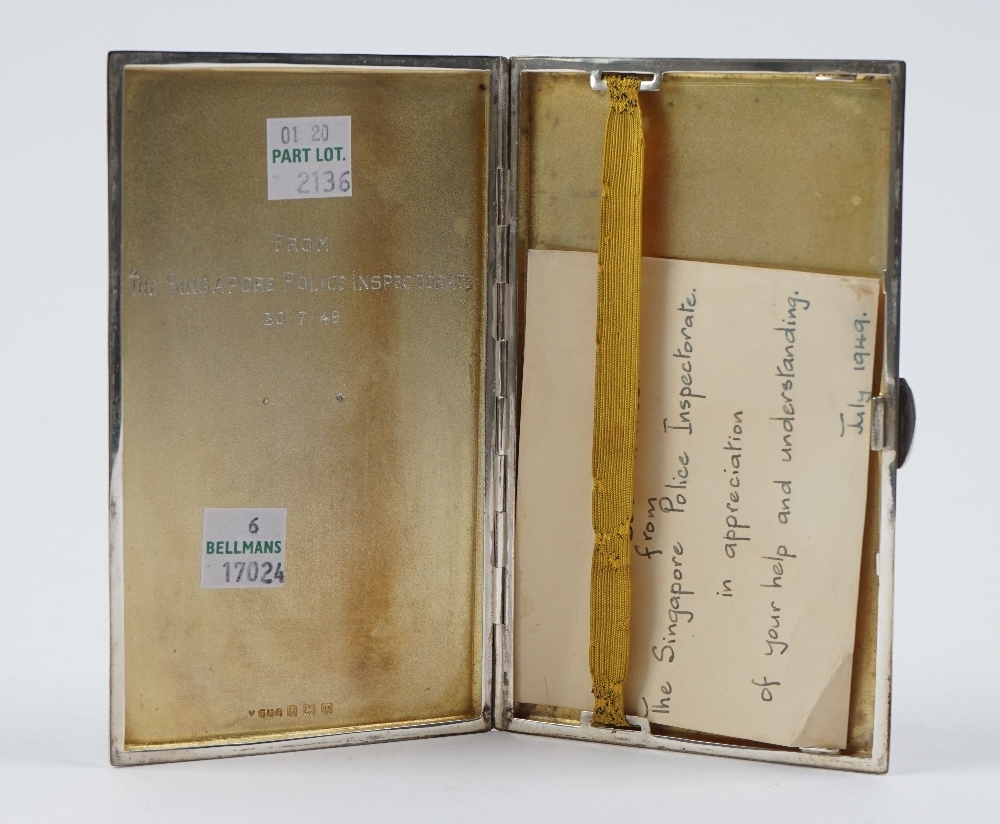 01 20
PART LOT.
2136
FROM
THE SINGAPORE POLICE INSPECTORATE
30·7·48
6
BELLMANS
17024
from
The Singapore Police Inspectorate.
in appreciation
of your help and understanding.
July 1949.